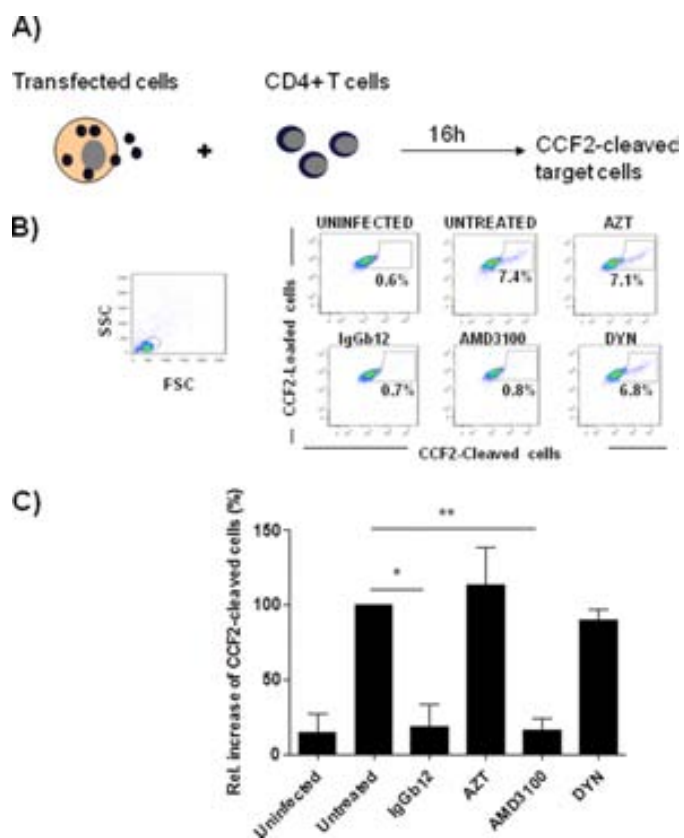 A)
Transfected cells
CD4+ T cells
+
16h
CCF2-cleaved
target cells
B)
UNINFECTED
UNTREATED
AZT
0.6%
7.4%
7.1%
IgGb12
AMD3100
DYN
0.7%
0.8%
6.8%
SSC
FSC
CCF2-Loaded cells
CCF2-Cleaved cells
C)
Rel. increase of CCF2-cleaved cells (%)
150
100
50
0
**
*
Uninfected
Untreated
IgGb12
AZT
AMD3100
DYN